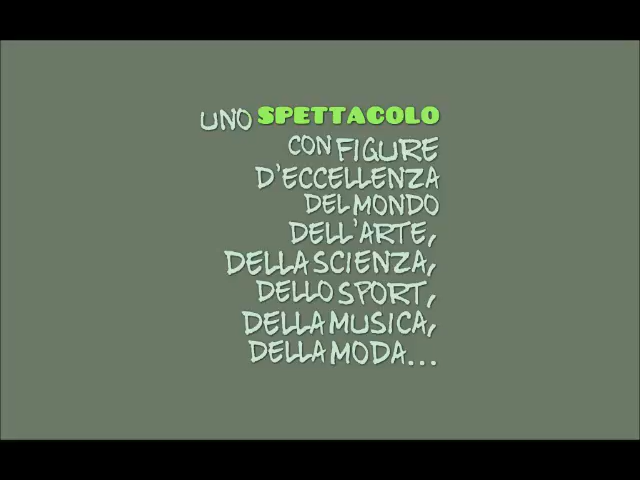 UNO SPETTACOLO
CON FIGURE
D'ECCELLENZA
DEL MONDO
DELL'ARTE,
DELLA SCIENZA,
DELLO SPORT,
DELLA MUSICA,
DELLA MODA...